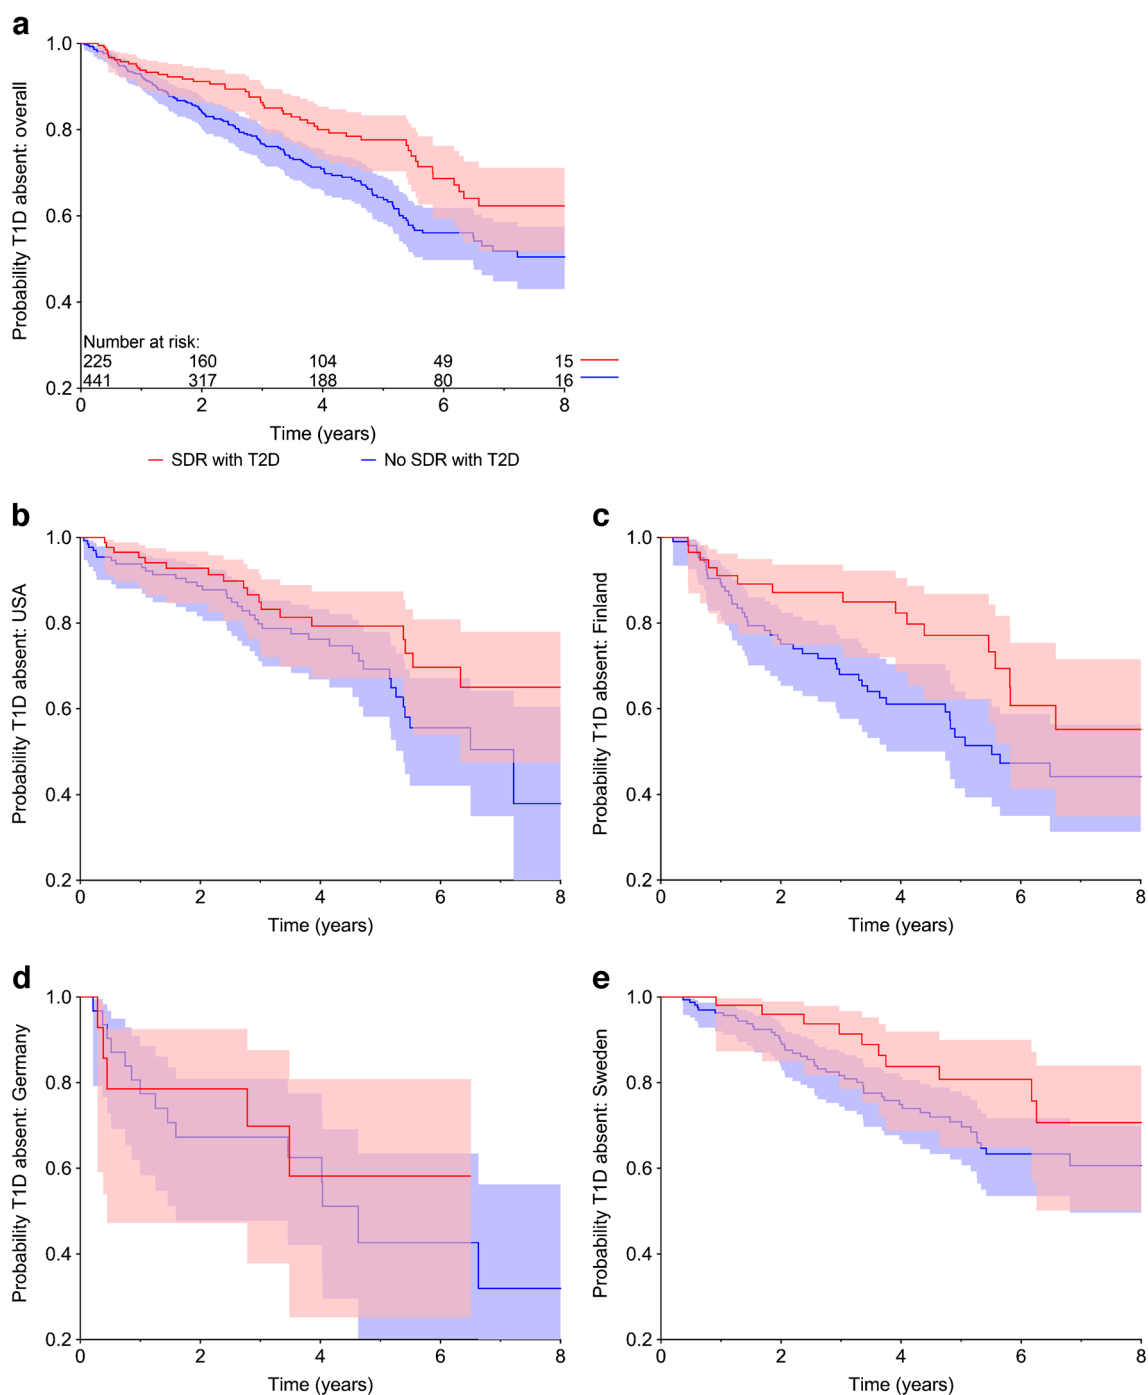 a
Probability T1D absent: overall
1.0
0.8
0.6
0.4
0.2
Number at risk:
225 160 104 49 15
441 317 188 80 16
0 2 4 6 8
Time (years)
SDR with T2D No SDR with T2D
b
Probability T1D absent: USA
1.0
0.8
0.6
0.4
0.2
0 2 4 6 8
Time (years)
c
Probability T1D absent: Finland
1.0
0.8
0.6
0.4
0.2
0 2 4 6 8
Time (years)
d
Probability T1D absent: Germany
1.0
0.8
0.6
0.4
0.2
0 2 4 6 8
Time (years)
e
Probability T1D absent: Sweden
1.0
0.8
0.6
0.4
0.2
0 2 4 6 8
Time (years)